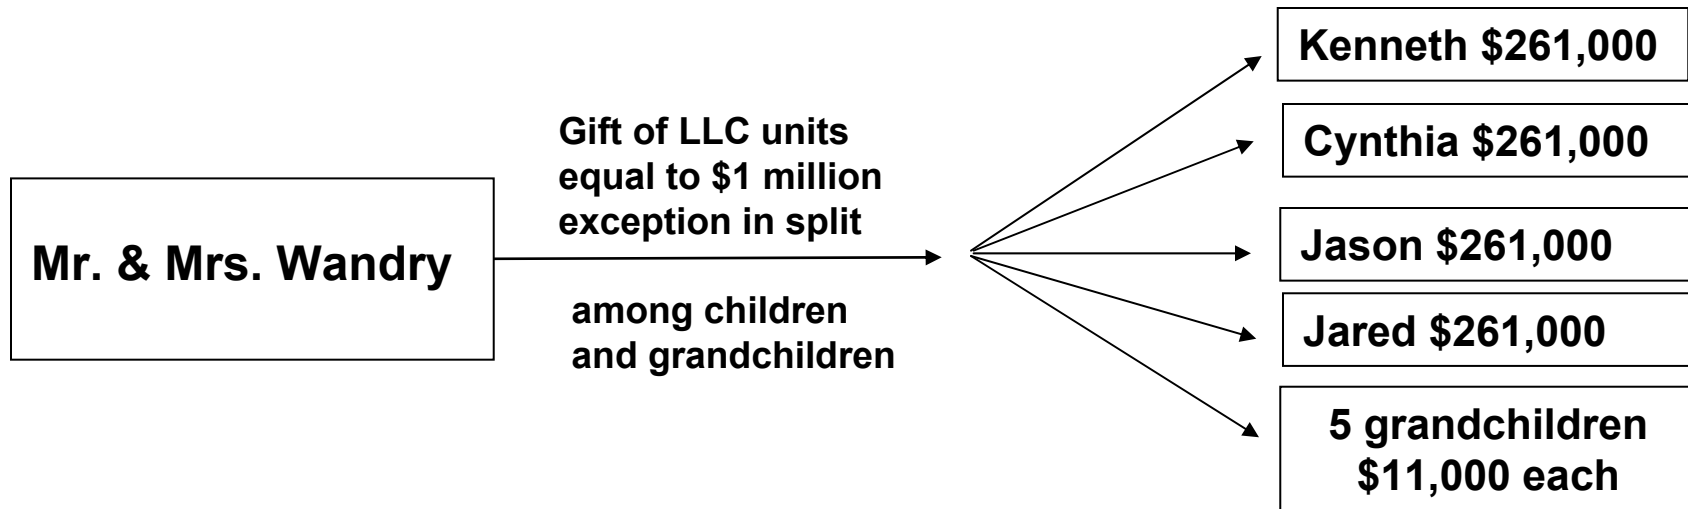 Mr. & Mrs. Wandry
Gift of LLC units
equal to $1 million
exception in split
among children
and grandchildren
Kenneth $261,000
Cynthia $261,000
Jason $261,000
Jared $261,000
5 grandchildren
$11,000 each